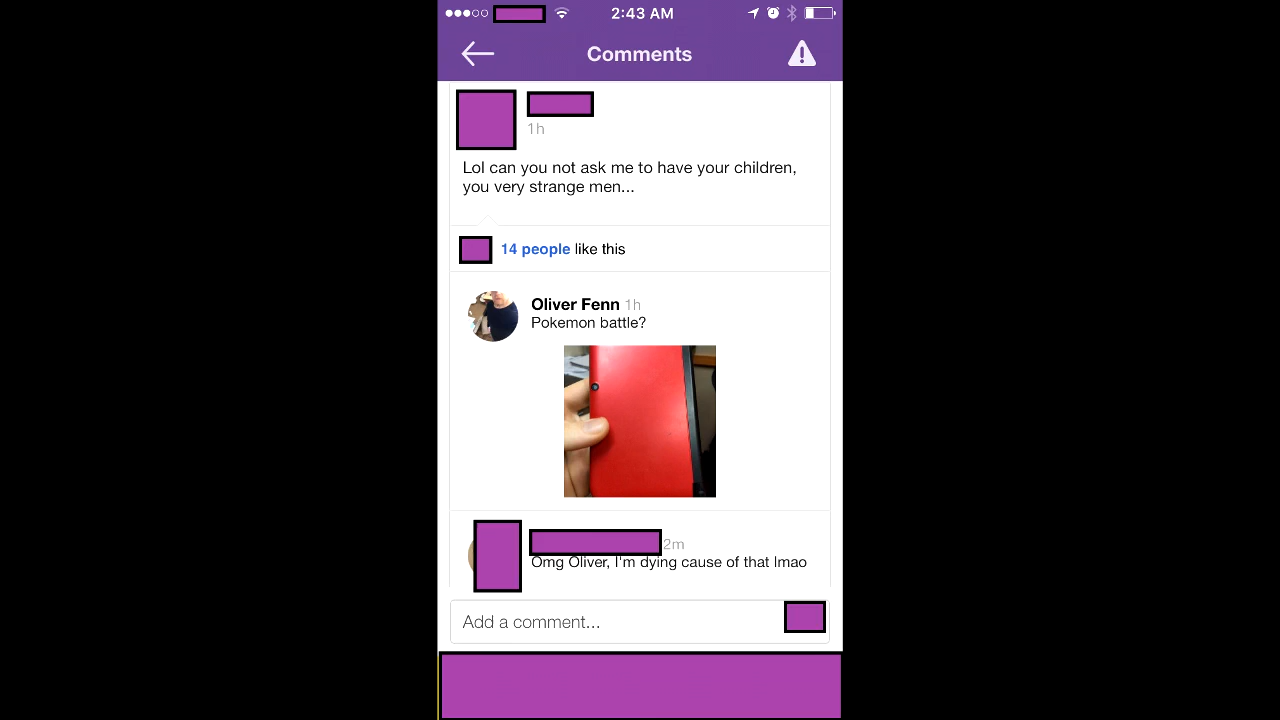 2:43 AM
Comments
1h
Lol can you not ask me to have your children,
you very strange men...
14 people like this
Oliver Fenn 1h
Pokemon battle?
2m
Omg Oliver, I'm dying cause of that lmao
Add a comment...